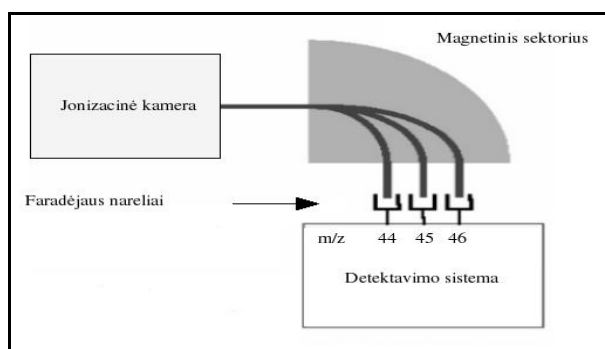 Magnetinis sektorius
Jonizacinė kamera
Faradėjaus nareliai
m/z 44 45 46
Detektavimo sistema